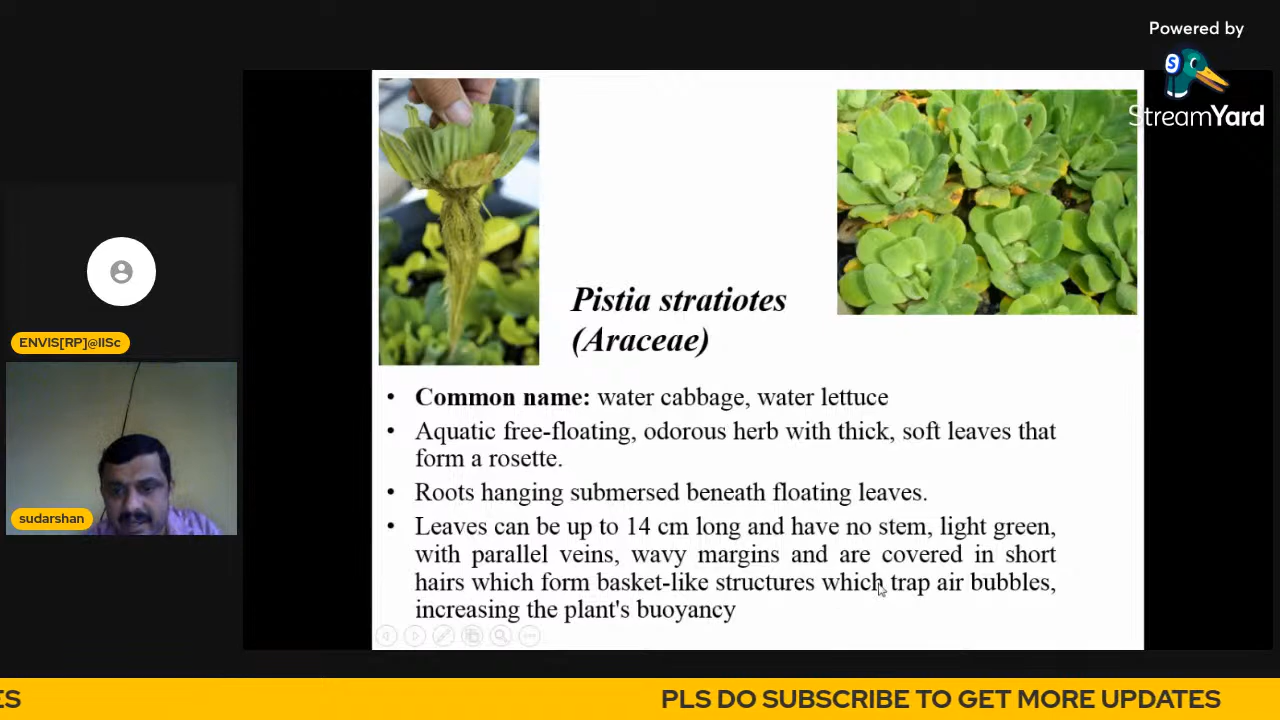 Powered by
StreamYard
Pistia stratiotes
(Araceae)
ENVIS[RP]@IISc
sudarshan
• Common name: water cabbage, water lettuce
• Aquatic free-floating, odorous herb with thick, soft leaves that
form a rosette.
• Roots hanging submersed beneath floating leaves.
• Leaves can be up to 14 cm long and have no stem, light green,
with parallel veins, wavy margins and are covered in short
hairs which form basket-like structures which trap air bubbles,
increasing the plant's buoyancy
ES
PLS DO SUBSCRIBE TO GET MORE UPDATES